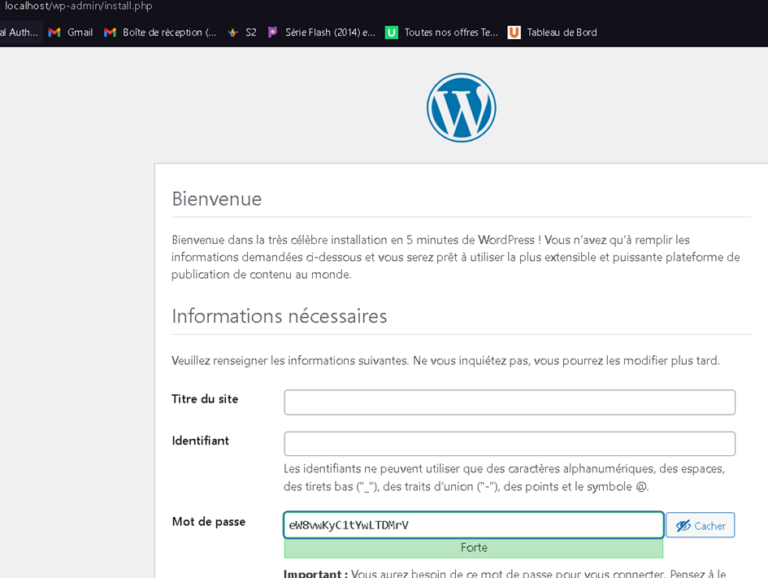 localhost/wp-admin/install.php
al Auth... Gmail Boîte de réception (... S2 Série Flash (2014) e... Toutes nos offres Te... Tableau de Bord
Bienvenue
Bienvenue dans la très célèbre installation en 5 minutes de WordPress ! Vous n'avez qu'à remplir les
informations demandées ci-dessous et vous serez prêt à utiliser la plus extensible et puissante plateforme de
publication de contenu au monde.
Informations nécessaires
Veuillez renseigner les informations suivantes. Ne vous inquiétez pas, vous pourrez les modifier plus tard.
Titre du site
Identifiant
Les identifiants ne peuvent utiliser que des caractères alphanumériques, des espaces,
des tirets bas ("_"), des traits d'union ("-"), des points et le symbole @.
Mot de passe eW8vwKyC1tYwLTDMrV Cacher
Forte
Important : Vous aurez besoin de ce mot de passe pour vous connecter. Pensez à le